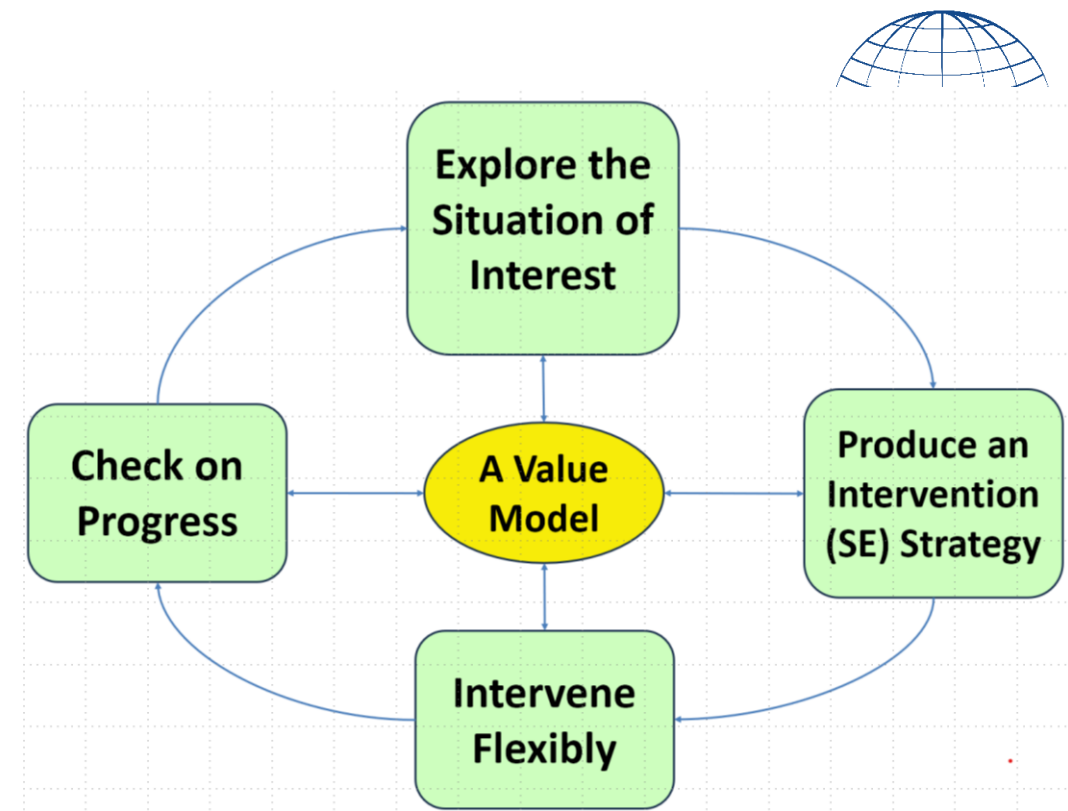 Explore the
Situation of
Interest
Check on
Progress
A Value
Model
Produce an
Intervention
(SE) Strategy
Intervene
Flexibly